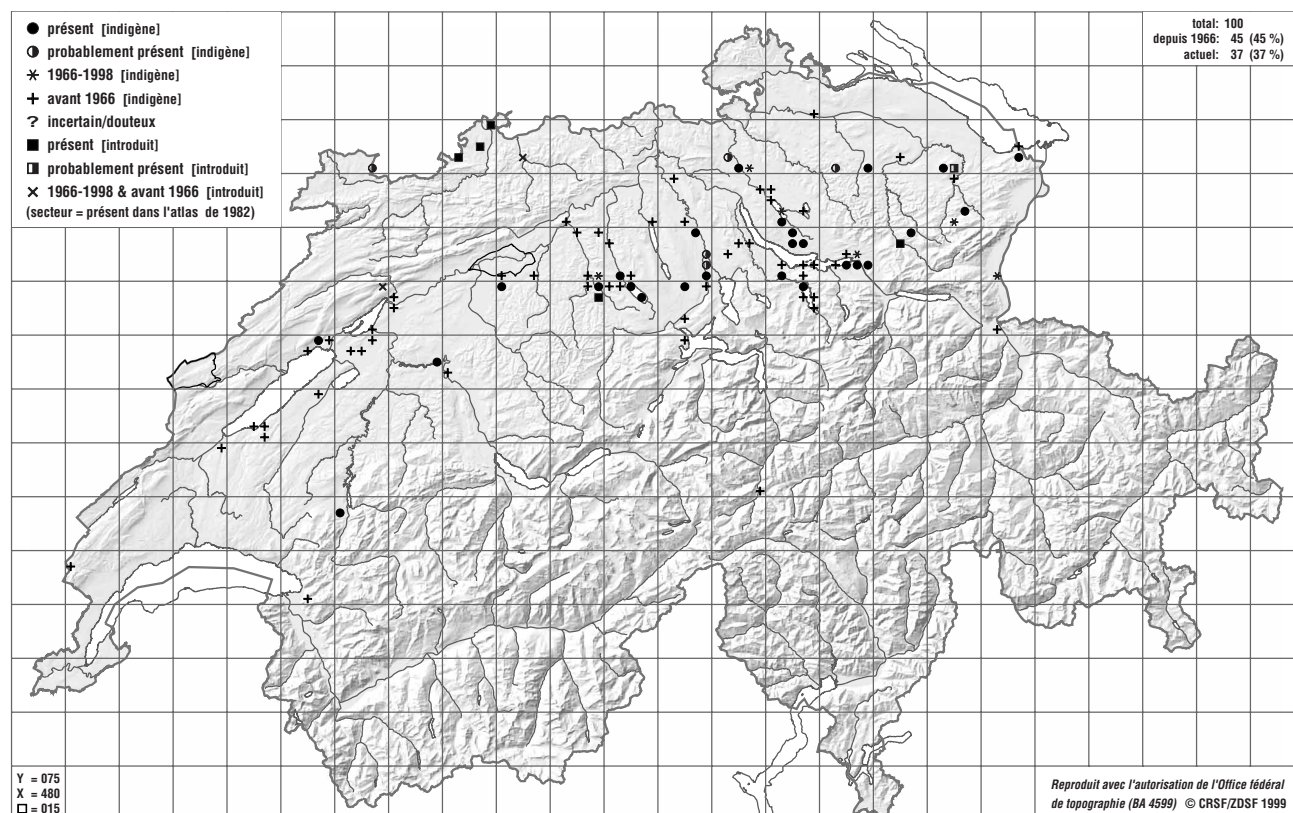 présent [indigène]
probablement présent [indigène]
1966-1998 [indigène]
avant 1966 [indigène]
incertain/douteux
présent [introduit]
probablement présent [introduit]
1966-1998 & avant 1966 [introduit]
(secteur = présent dans l'atlas de 1982)
total: 100
depuis 1966: 45 (45 %)
actuel: 37 (37 %)
Y = 075
X = 480
= 015
Reproduit avec l'autorisation de l'Office fédéral
de topographie (BA 4599) © CRSF/ZDSF 1999